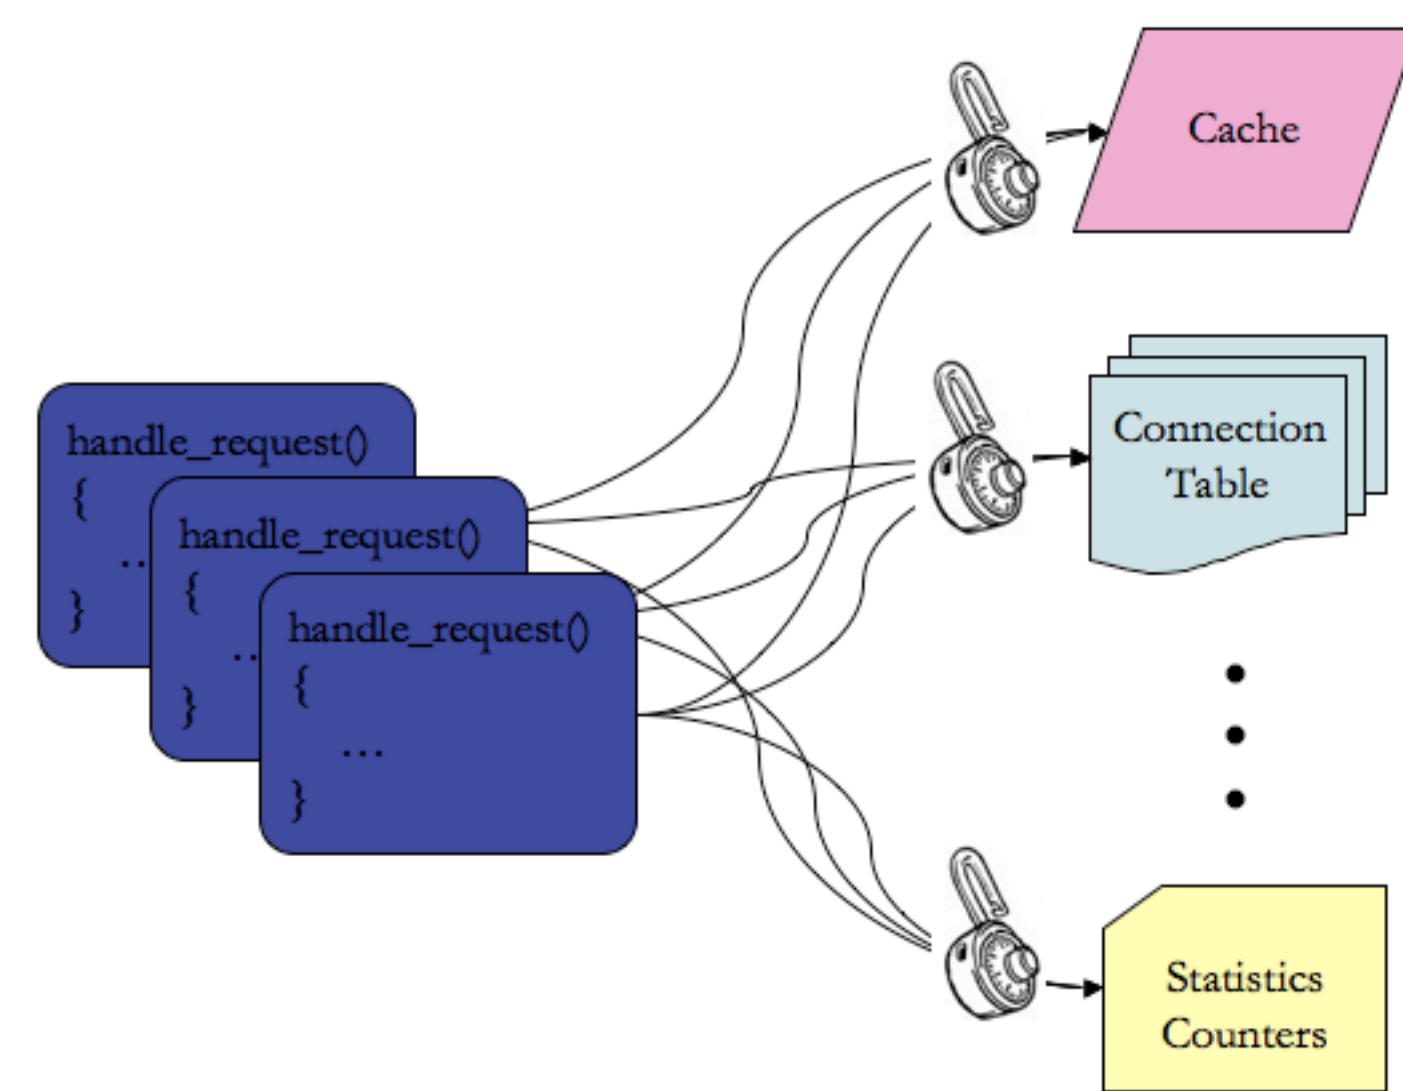 handle_request()
{
..
}
handle_request()
{
..
}
handle_request()
{
...
}
Cache
Connection
Table
Statistics
Counters